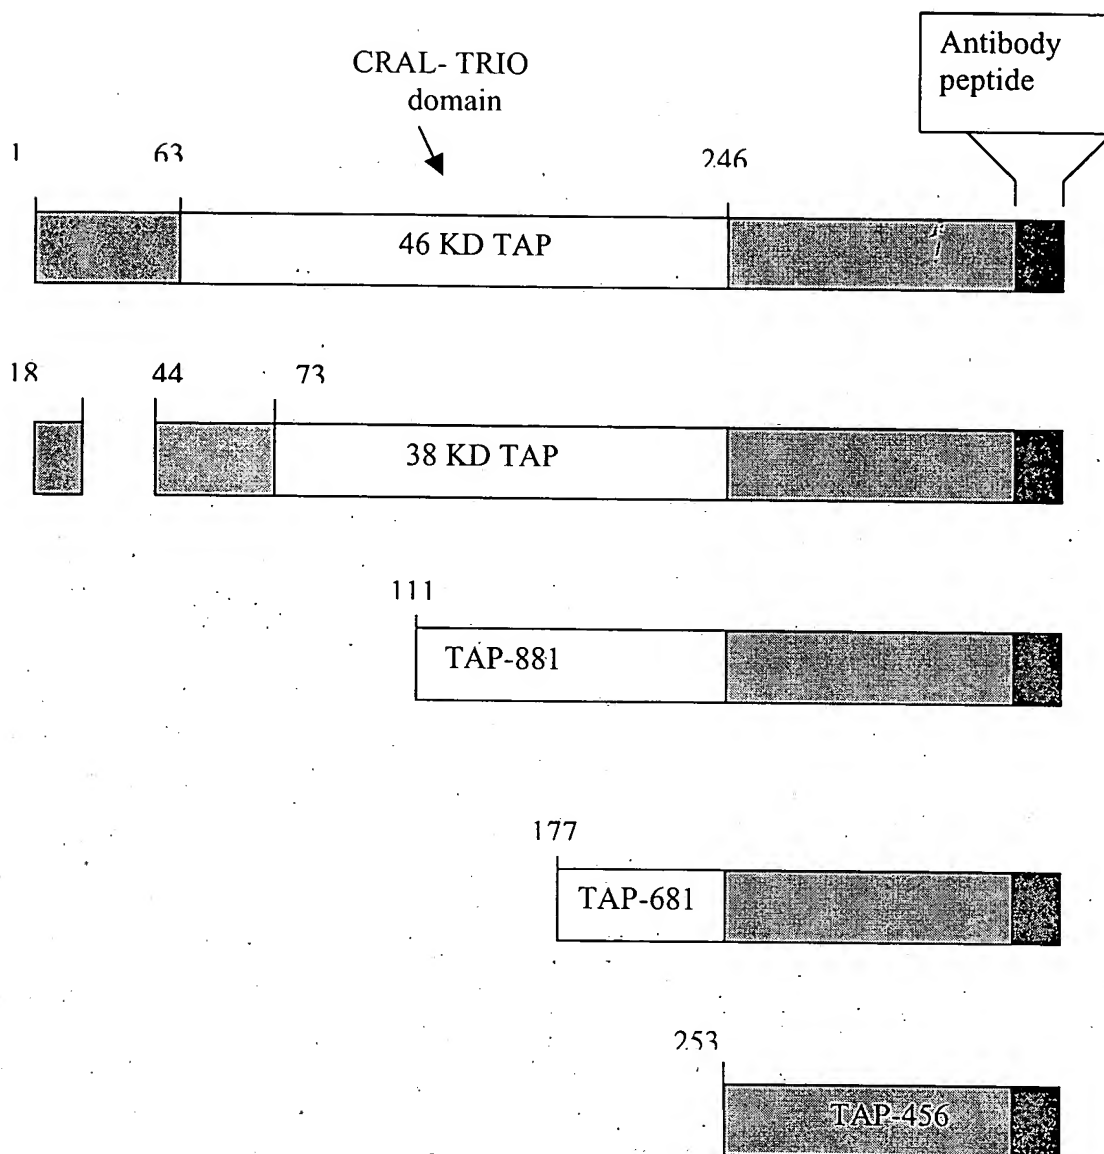 Antibody
peptide
CRAL- TRIO
domain
1 63 246
46 KD TAP
18 44 73
38 KD TAP
111
TAP-881
177
TAP-681
253
TAP-456